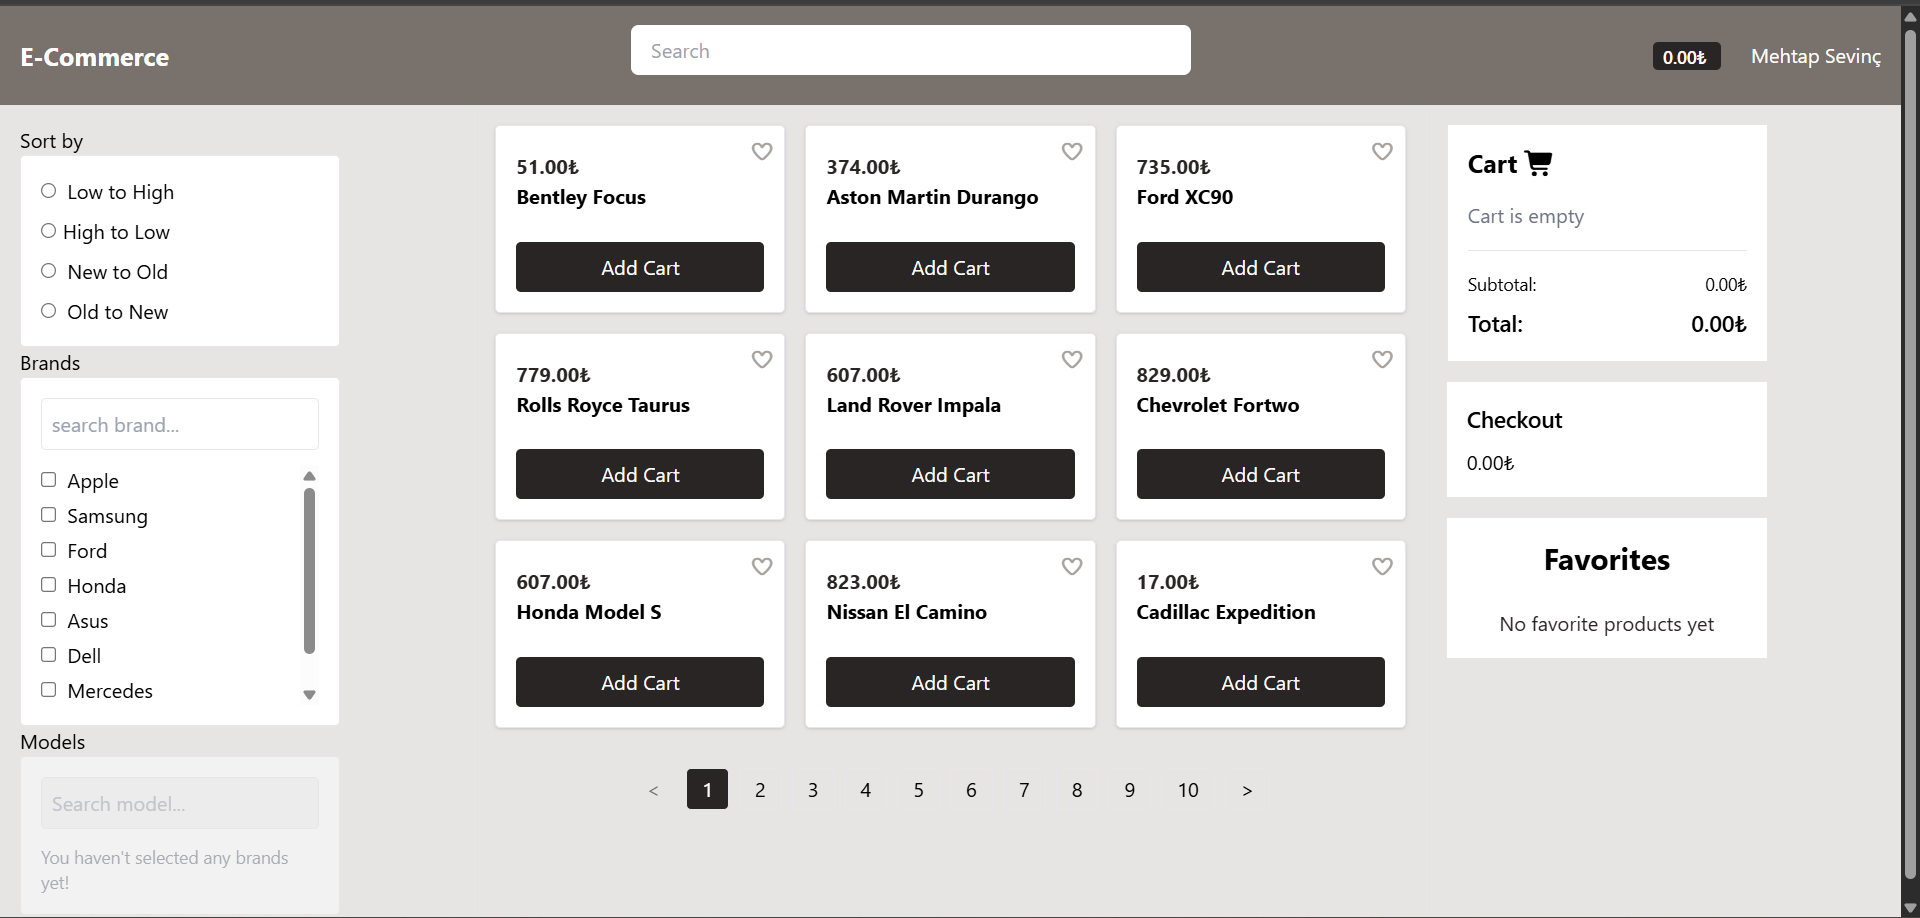 E-Commerce
Search
0.00₺
Mehtap Sevinç
Sort by
Low to High
High to Low
New to Old
Old to New
Brands
search brand...
Apple
Samsung
Ford
Honda
Asus
Dell
Mercedes
Models
Search model...
You haven't selected any brands
yet!
51.00₺
Bentley Focus
Add Cart
374.00₺
Aston Martin Durango
Add Cart
735.00₺
Ford XC90
Add Cart
779.00₺
Rolls Royce Taurus
Add Cart
607.00₺
Land Rover Impala
Add Cart
829.00₺
Chevrolet Fortwo
Add Cart
607.00₺
Honda Model S
Add Cart
823.00₺
Nissan El Camino
Add Cart
17.00₺
Cadillac Expedition
Add Cart
< 1 2 3 4 5 6 7 8 9 10 >
Cart
Cart is empty
Subtotal: 0.00₺
Total: 0.00₺
Checkout
0.00₺
Favorites
No favorite products yet